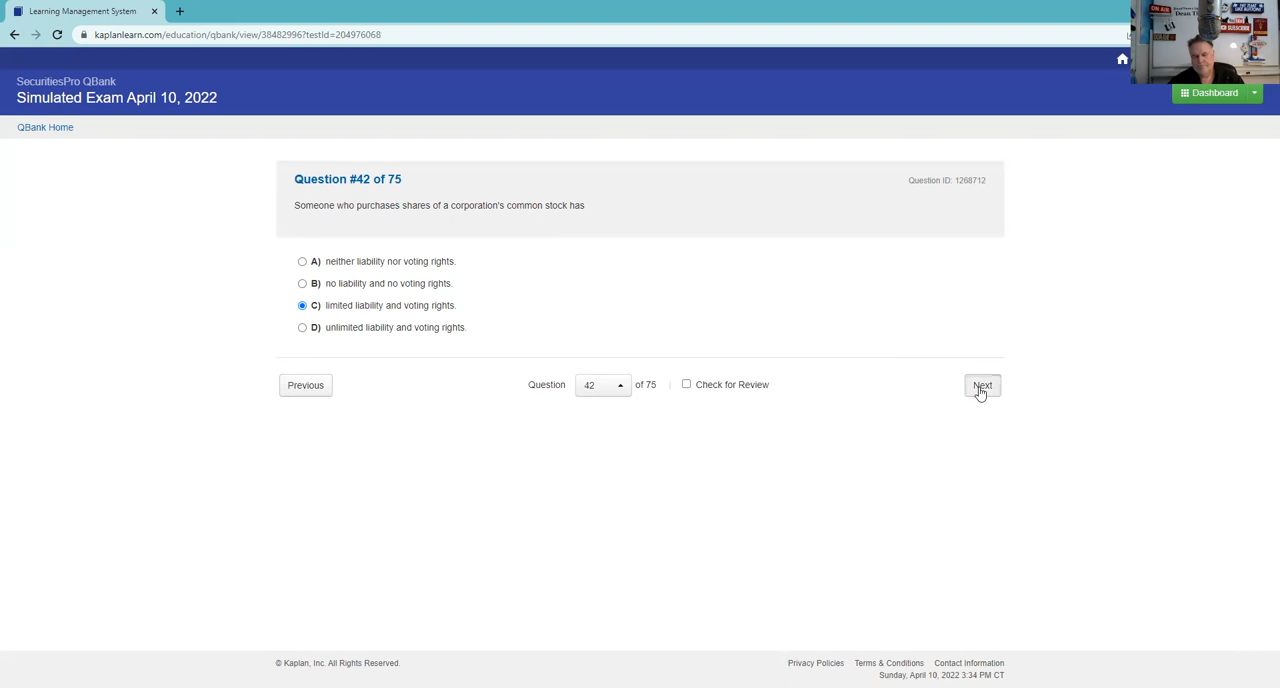 Learning Management System
kaplanlearn.com/education/qbank/view/38482996?testId=204976068
SecuritiesPro QBank
Simulated Exam April 10, 2022
Dashboard
QBank Home
Question #42 of 75
Question ID: 1268712
Someone who purchases shares of a corporation's common stock has
A) neither liability nor voting rights.
B) no liability and no voting rights.
C) limited liability and voting rights.
D) unlimited liability and voting rights.
Previous
Question 42 of 75 | Check for Review
Next
© Kaplan, Inc. All Rights Reserved.
Privacy Policies Terms & Conditions Contact Information
Sunday, April 10, 2022 3:34 PM CT
ON AIR